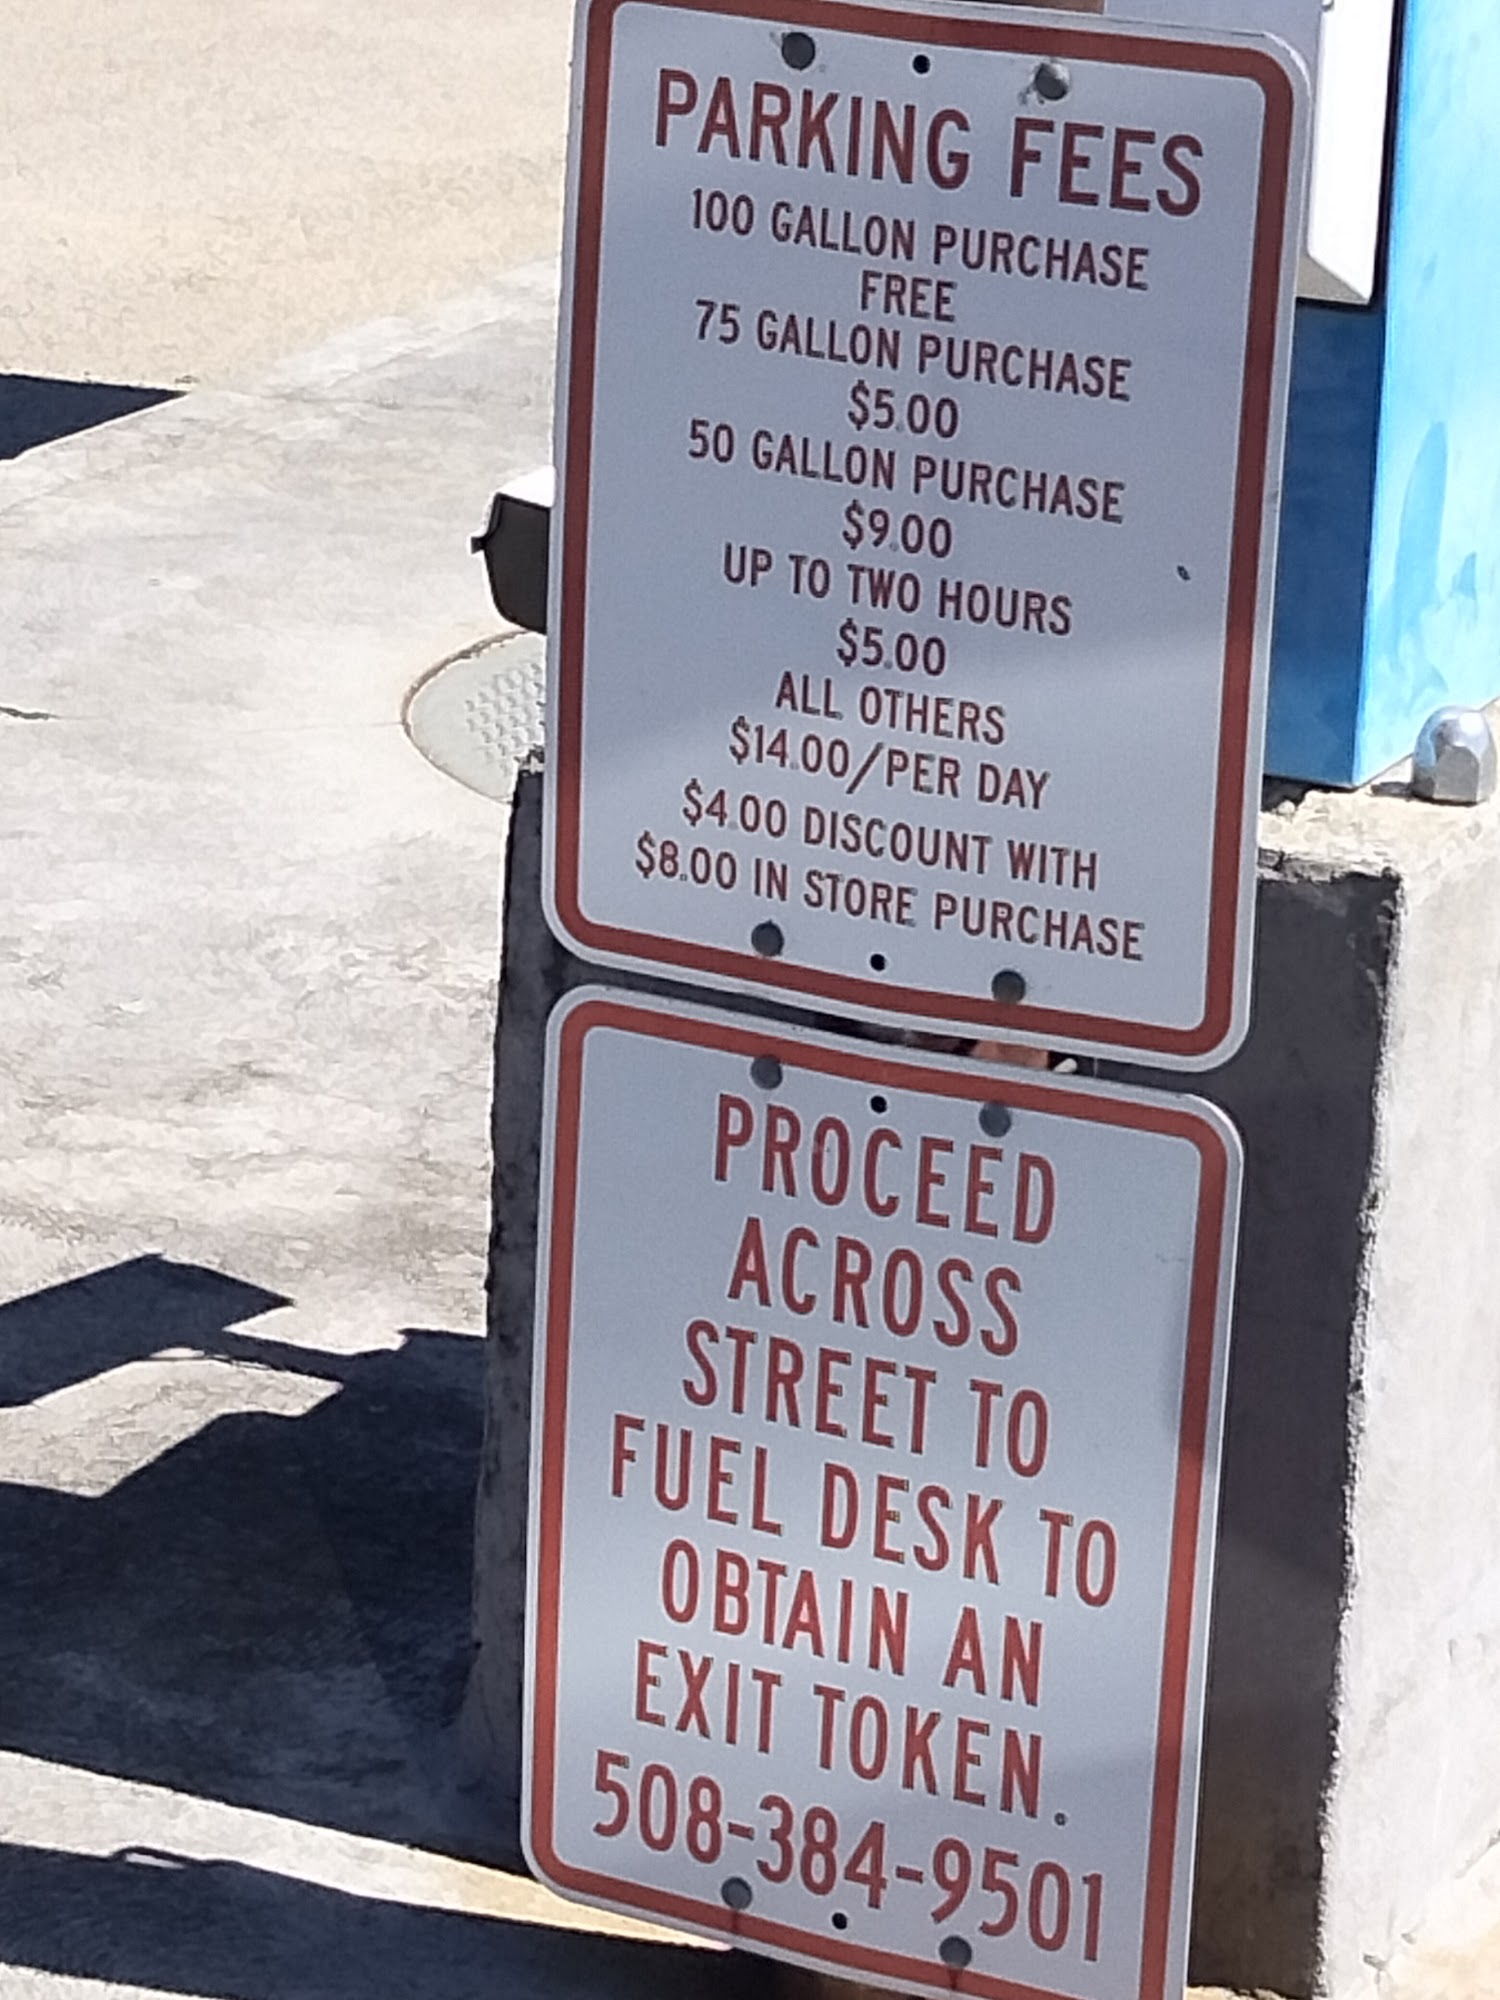 PARKING FEES
100 GALLON PURCHASE
FREE
75 GALLON PURCHASE
$5.00
50 GALLON PURCHASE
$9.00
UP TO TWO HOURS
$5.00
ALL OTHERS
$14.00/PER DAY
$4.00 DISCOUNT WITH
$8.00 IN STORE PURCHASE
PROCEED
ACROSS
STREET TO
FUEL DESK TO
OBTAIN AN
EXIT TOKEN.
508-384-9501